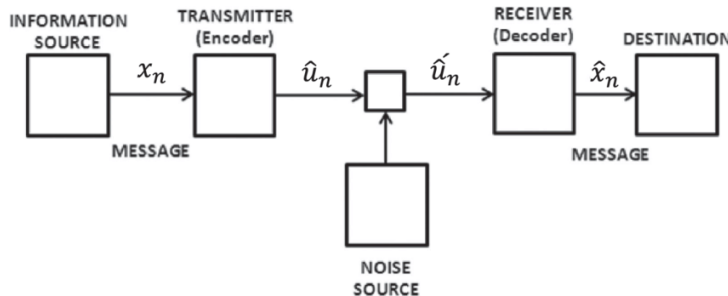 INFORMATION
SOURCE
TRANSMITTER
(Encoder)
RECEIVER
(Decoder)
DESTINATION
xₙ
ûₙ
û́ₙ
x̂ₙ
MESSAGE
MESSAGE
NOISE
SOURCE